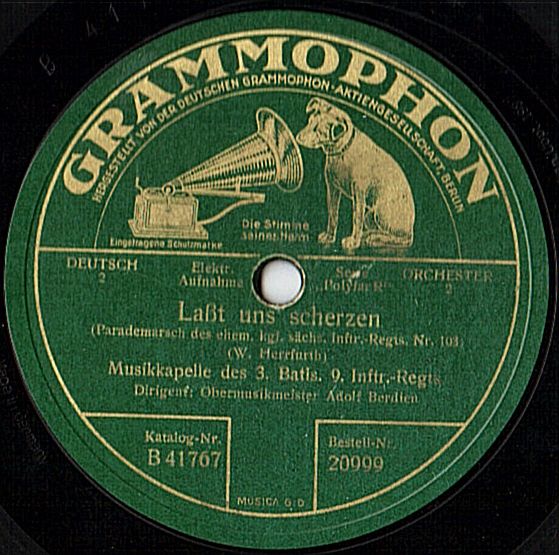 GRAMMOPHON
HERGESTELLT VON DER DEUTSCHEN GRAMMOPHON-AKTIENGESELLSCHAFT, BERLIN
Die Stimme
seines Herrn
Eingetragene Schutzmarke
DEUTSCH
2
Elektr.
Aufnahme
"Polyfar R"
ORCHESTER
2
Laßt uns scherzen
(Parademarsch des ehem. kgl. sächs. Inftr.-Regts. Nr. 103)
(W. Herrfurth)
Musikkapelle des 3. Batls. 9. Inftr.-Regts.
Dirigent: Obermusikmeister Adolf Berdien
Katalog-Nr.
B 41767
Bestell-Nr.
20999
MUSICA G D